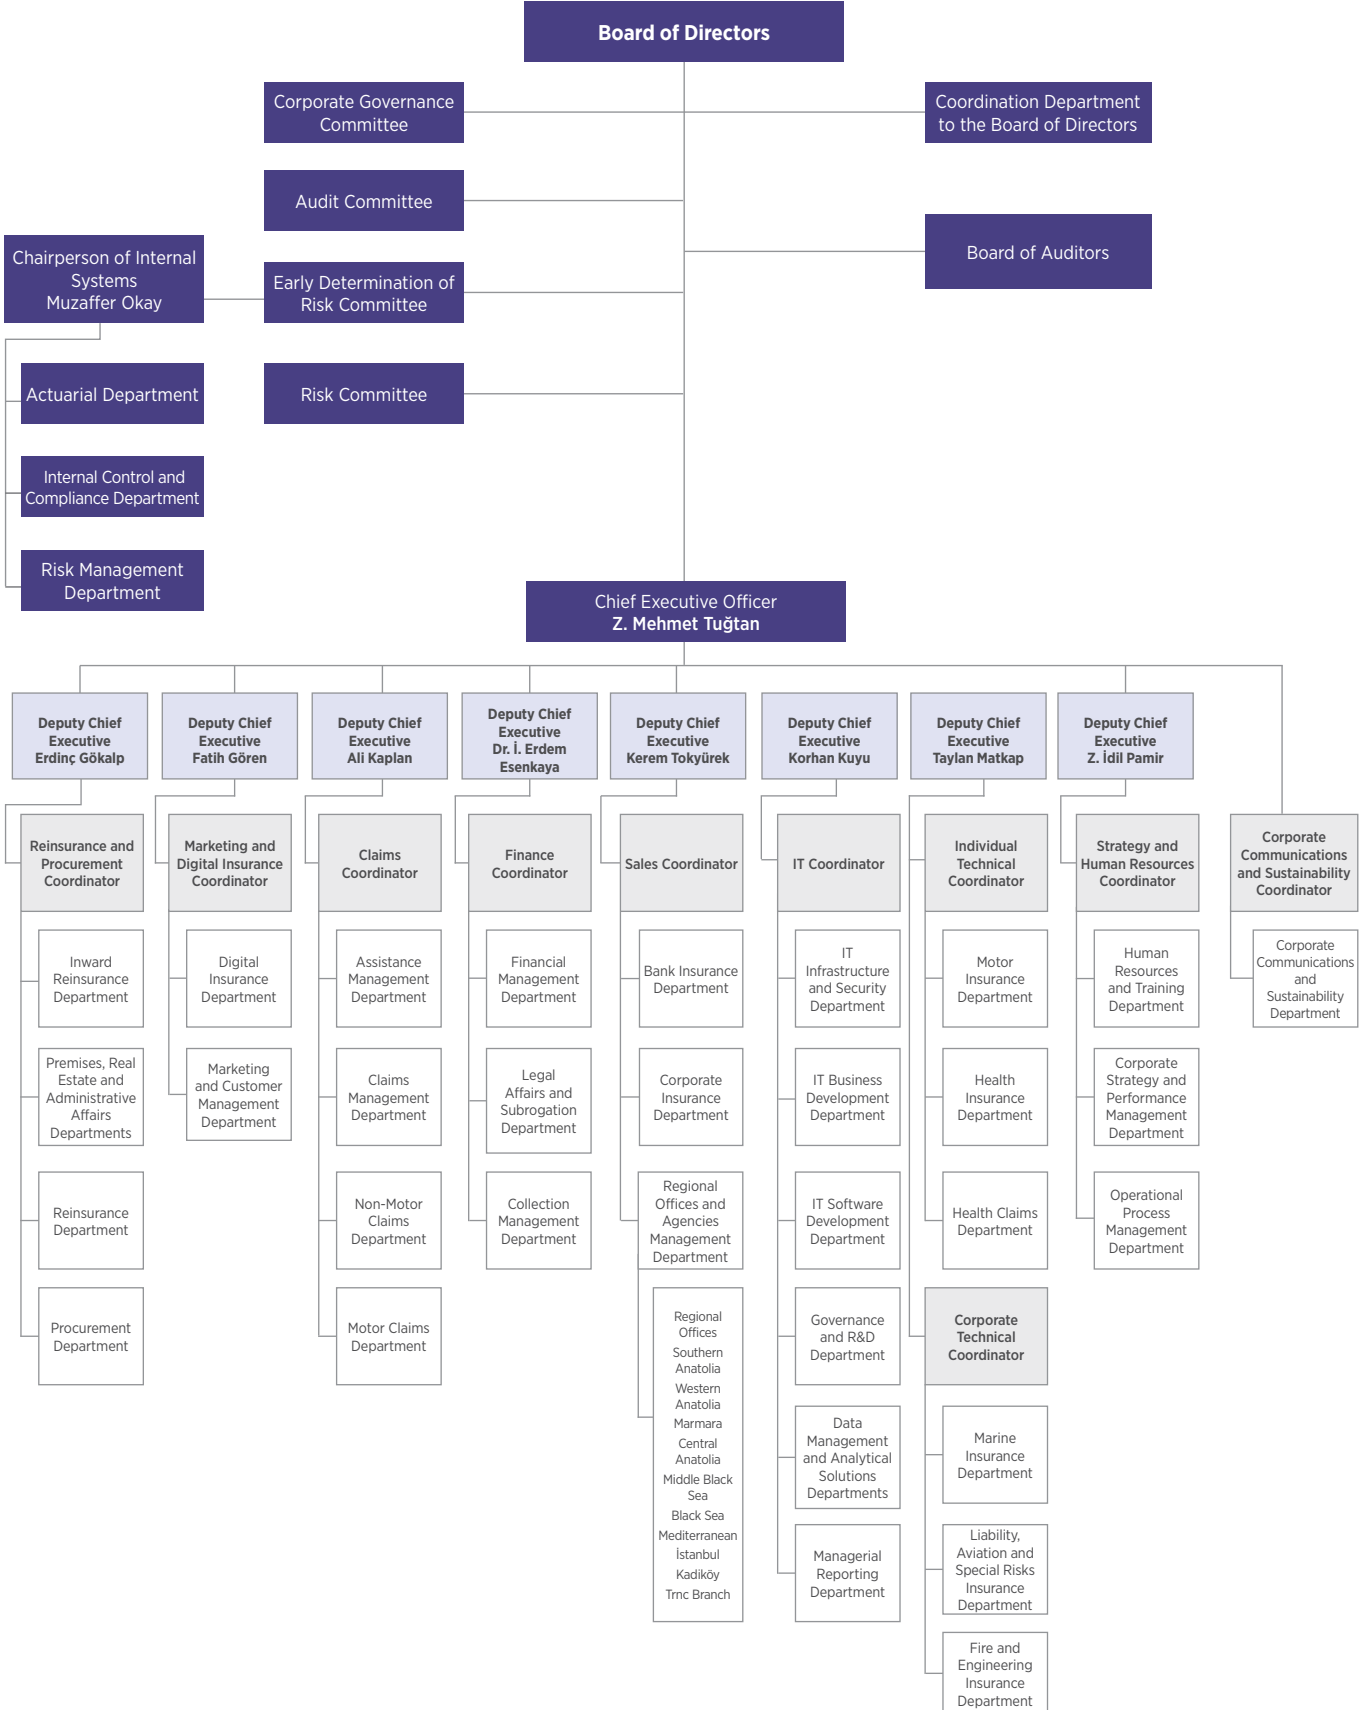 Board of Directors
Corporate Governance
Committee
Coordination Department
to the Board of Directors
Audit Committee
Board of Auditors
Chairperson of Internal
Systems
Muzaffer Okay
Early Determination of
Risk Committee
Actuarial Department
Risk Committee
Internal Control and
Compliance Department
Risk Management
Department
Chief Executive Officer
Z. Mehmet Tuğtan
Deputy Chief
Executive
Erdinç Gökalp
Deputy Chief
Executive
Fatih Gören
Deputy Chief
Executive
Ali Kaplan
Deputy Chief
Executive
Dr. İ. Erdem
Esenkaya
Deputy Chief
Executive
Kerem Tokyürek
Deputy Chief
Executive
Korhan Kuyu
Deputy Chief
Executive
Taylan Matkap
Deputy Chief
Executive
Z. İdil Pamir
Reinsurance and
Procurement
Coordinator
Marketing and
Digital Insurance
Coordinator
Claims
Coordinator
Finance
Coordinator
Sales Coordinator
IT Coordinator
Individual
Technical
Coordinator
Strategy and
Human Resources
Coordinator
Corporate
Communications
and Sustainability
Coordinator
Inward
Reinsurance
Department
Digital
Insurance
Department
Assistance
Management
Department
Financial
Management
Department
Bank Insurance
Department
IT
Infrastructure
and Security
Department
Motor
Insurance
Department
Human
Resources
and Training
Department
Corporate
Communications
and
Sustainability
Department
Premises, Real
Estate and
Administrative
Affairs
Departments
Marketing
and Customer
Management
Department
Claims
Management
Department
Legal
Affairs and
Subrogation
Department
Corporate
Insurance
Department
IT Business
Development
Department
Health
Insurance
Department
Corporate
Strategy and
Performance
Management
Department
Reinsurance
Department
Non-Motor
Claims
Department
Collection
Management
Department
Regional
Offices and
Agencies
Management
Department
IT Software
Development
Department
Health Claims
Department
Operational
Process
Management
Department
Procurement
Department
Motor Claims
Department
Regional
Offices
Southern
Anatolia
Western
Anatolia
Marmara
Central
Anatolia
Middle Black
Sea
Black Sea
Mediterranean
İstanbul
Kadiköy
Trnc Branch
Governance
and R&D
Department
Corporate
Technical
Coordinator
Data
Management
and Analytical
Solutions
Departments
Marine
Insurance
Department
Managerial
Reporting
Department
Liability,
Aviation and
Special Risks
Insurance
Department
Fire and
Engineering
Insurance
Department